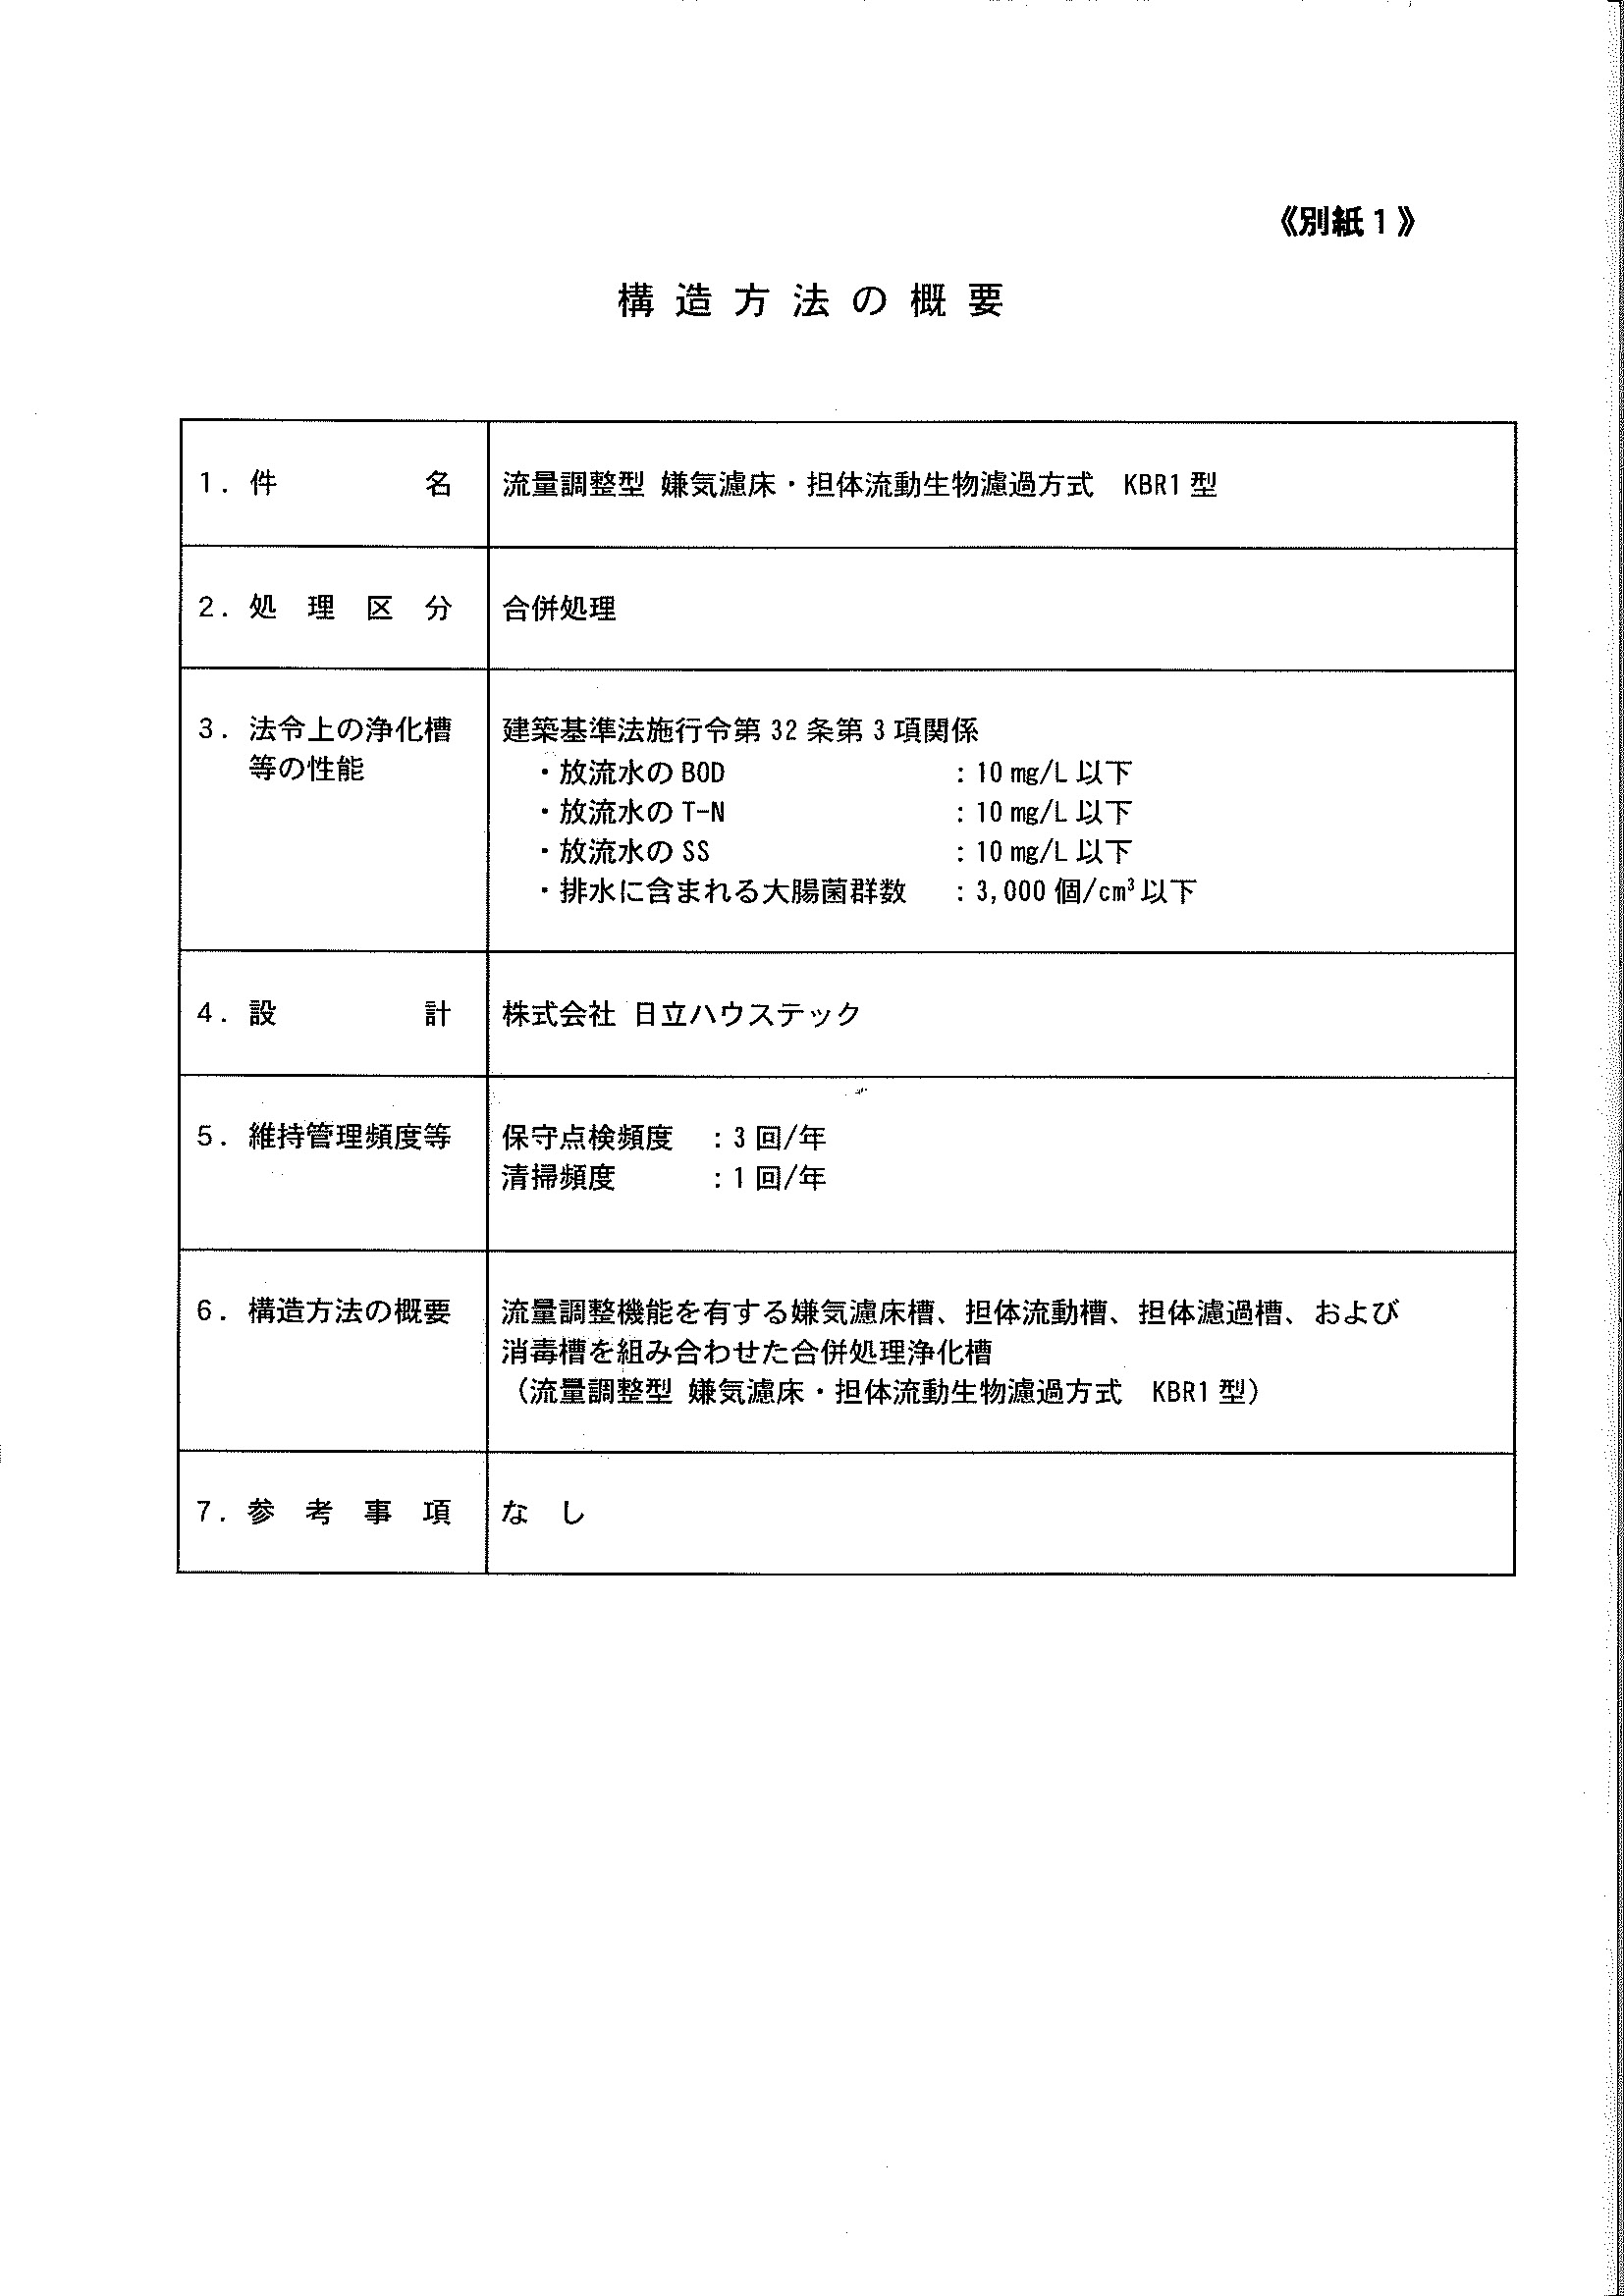 《別紙1》
構造方法の概要
1. 件名 流量調整型 嫌気濾床・担体流動生物濾過方式 KBR1型
2. 処理区分 合併処理
3. 法令上の浄化槽 建築基準法施行令第32条第3項関係
等の性能 ・放流水のBOD : 10mg/L以下
・放流水のT-N : 10mg/L以下
・放流水のSS : 10mg/L以下
・排水に含まれる大腸菌群数 : 3,000個/cm³以下
4. 設計 株式会社 日立ハウステック
5. 維持管理頻度等 保守点検頻度 : 3回/年
清掃頻度 : 1回/年
6. 構造方法の概要 流量調整機能を有する嫌気濾床槽、担体流動槽、担体濾過槽、および
消毒槽を組み合わせた合併処理浄化槽
（流量調整型 嫌気濾床・担体流動生物濾過方式 KBR1型）
7. 参考事項 なし